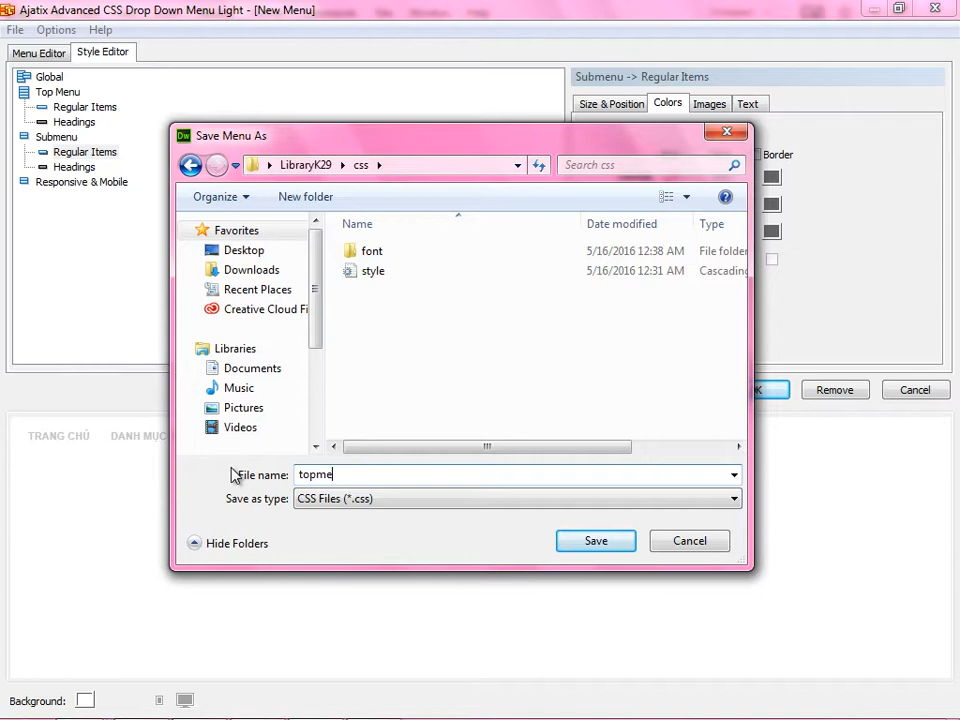 Ajatix Advanced CSS Drop Down Menu Light - [New Menu]
File Options Help
Menu Editor Style Editor
Global
Top Menu
Regular Items
Headings
Submenu
Regular Items
Headings
Responsive & Mobile
Submenu -> Regular Items
Size & Position Colors Images Text
Border
Dw Save Menu As
LibraryK29 css Search css
Organize New folder
Name Date modified Type
font 5/16/2016 12:38 AM File folder
style 5/16/2016 12:31 AM Cascading
Favorites
Desktop
Downloads
Recent Places
Creative Cloud Fi
Libraries
Documents
Music
Pictures
Videos
File name: topme
Save as type: CSS Files (*.css)
Hide Folders Save Cancel
Remove Cancel
TRANG CHỦ DANH MỤC
Background: